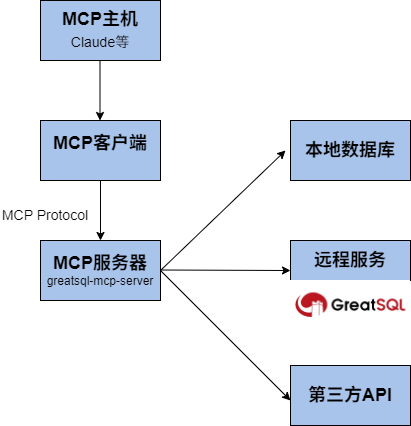 MCP主机
Claude等
MCP客户端
MCP Protocol
MCP服务器
greatsql-mcp-server
本地数据库
远程服务
GreatSQL
第三方API